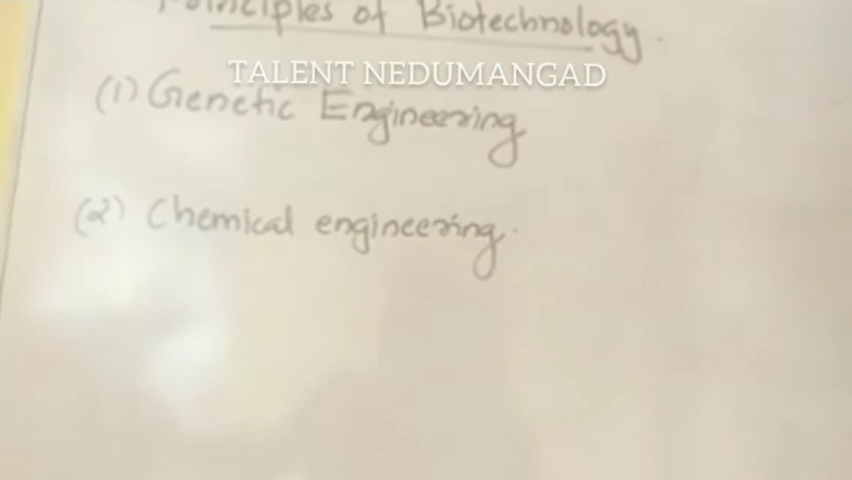 Principles of Biotechnology.
TALENT NEDUMANGAD
(1) Genetic Engineering
(2) Chemical engineering.